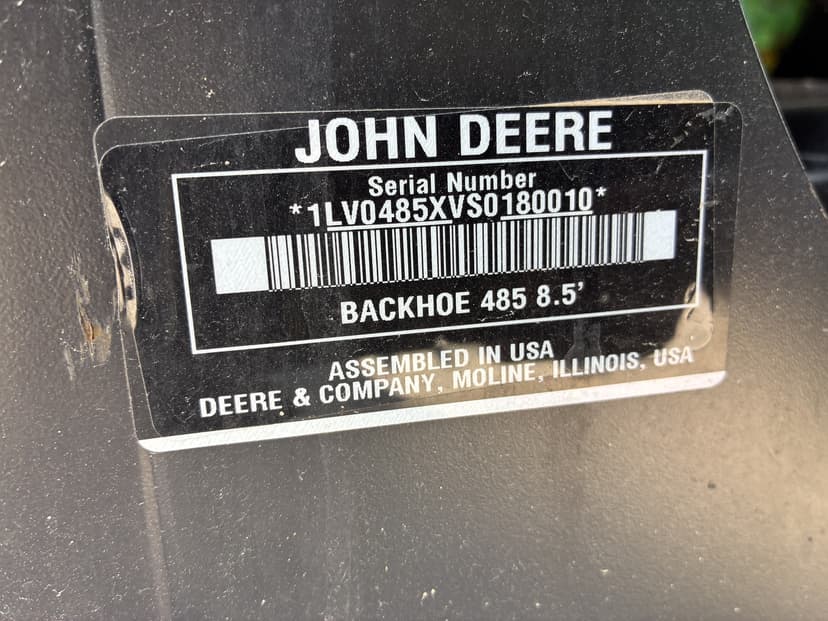 JOHN DEERE
Serial Number
*1LV0485XVS0180010*
BACKHOE 485 8.5'
ASSEMBLED IN USA
DEERE & COMPANY, MOLINE, ILLINOIS, USA